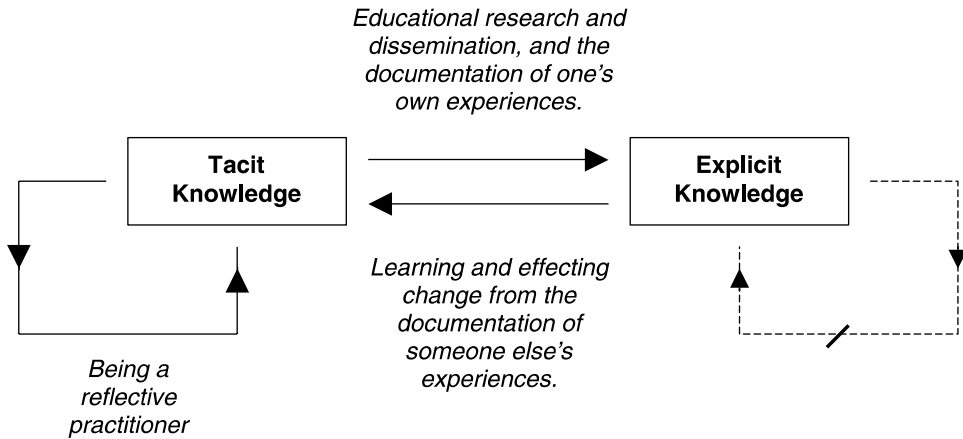 Educational research and
dissemination, and the
documentation of one’s
own experiences.
Tacit
Knowledge
Explicit
Knowledge
Learning and effecting
change from the
documentation of
someone else’s
experiences.
Being a
reflective
practitioner